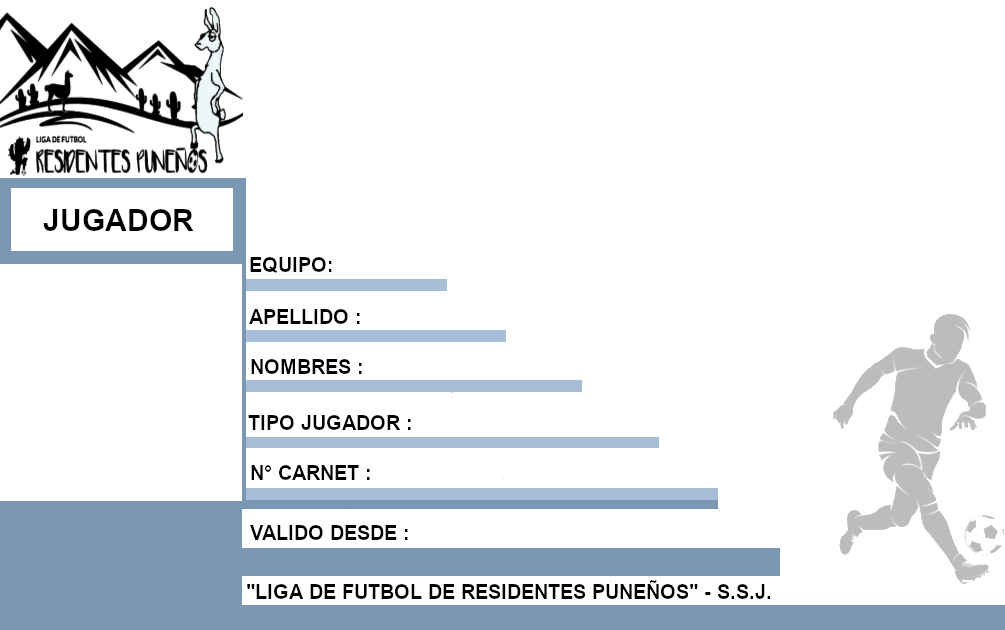 LIGA DE FUTBOL
RESIDENTES PUNEÑOS
JUGADOR
EQUIPO:
APELLIDO :
NOMBRES :
TIPO JUGADOR :
N° CARNET :
VALIDO DESDE :
"LIGA DE FUTBOL DE RESIDENTES PUNEÑOS" - S.S.J.